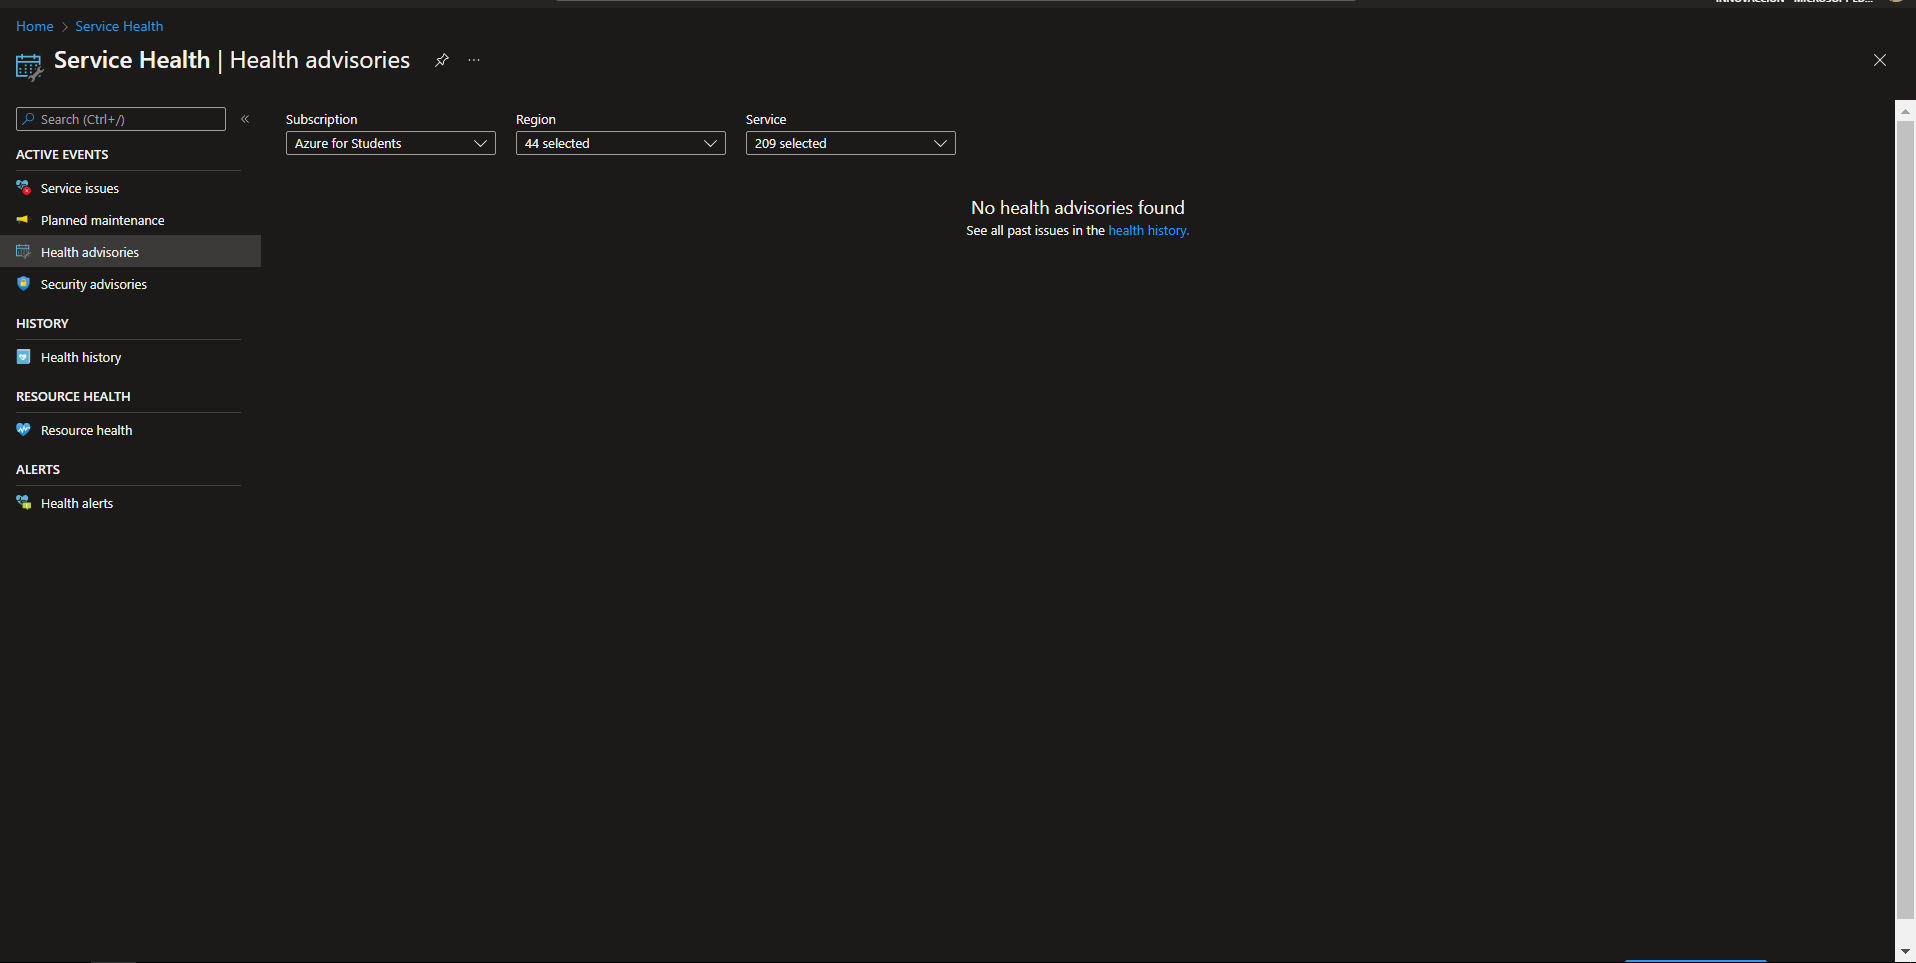 Home > Service Health
Service Health | Health advisories
Search (Ctrl+/)
«
Subscription
Region
Service
Azure for Students
44 selected
209 selected
ACTIVE EVENTS
Service issues
Planned maintenance
Health advisories
Security advisories
HISTORY
Health history
RESOURCE HEALTH
Resource health
ALERTS
Health alerts
No health advisories found
See all past issues in the health history.